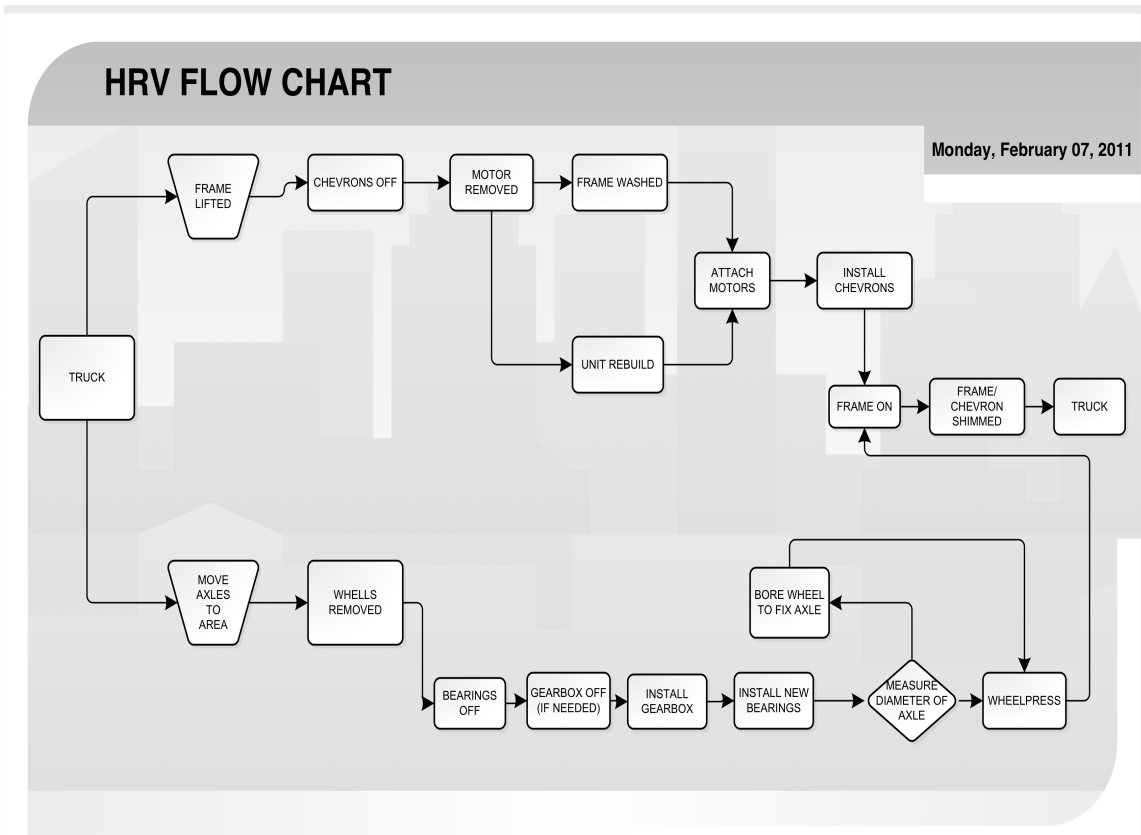 HRV FLOW CHART
Monday, February 07, 2011
FRAME
LIFTED
CHEVRONS OFF
MOTOR
REMOVED
FRAME WASHED
ATTACH
MOTORS
INSTALL
CHEVRONS
UNIT REBUILD
TRUCK
FRAME ON
FRAME/
CHEVRON
SHIMMED
TRUCK
MOVE
AXLES
TO
AREA
WHELLS
REMOVED
BORE WHEEL
TO FIX AXLE
BEARINGS
OFF
GEARBOX OFF
(IF NEEDED)
INSTALL
GEARBOX
INSTALL NEW
BEARINGS
MEASURE
DIAMETER OF
AXLE
WHEELPRESS